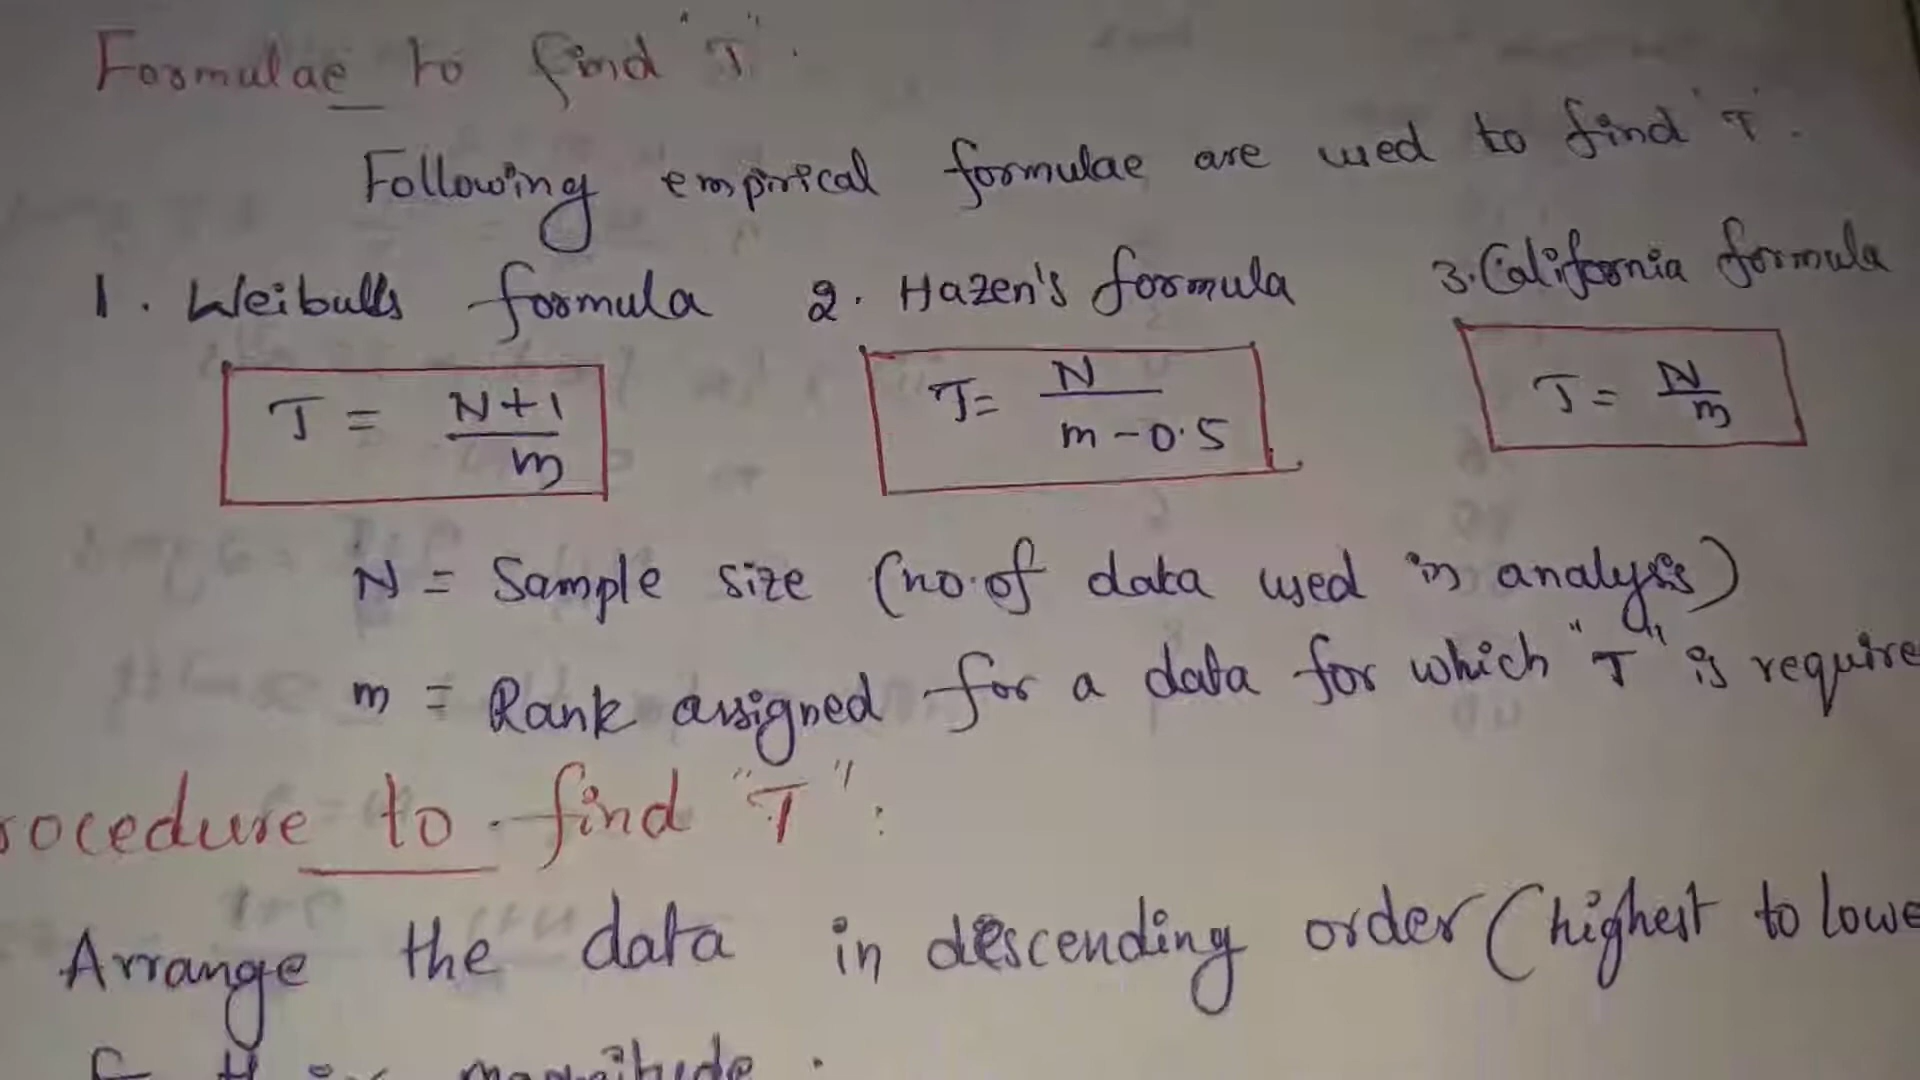 Formulae to find "T".
Following empirical formulae are used to find 'T'.
1. Weibulls formula 2. Hazen's formula 3. California formula
T = N+1/m T= N/m-0.5 T= N/m
N = Sample size (no.of data used in analysis)
m = Rank assigned for a data for which "T" is require
rocedure to find "T":
Arrange the data in descending order (highest to lowe
magnitude.